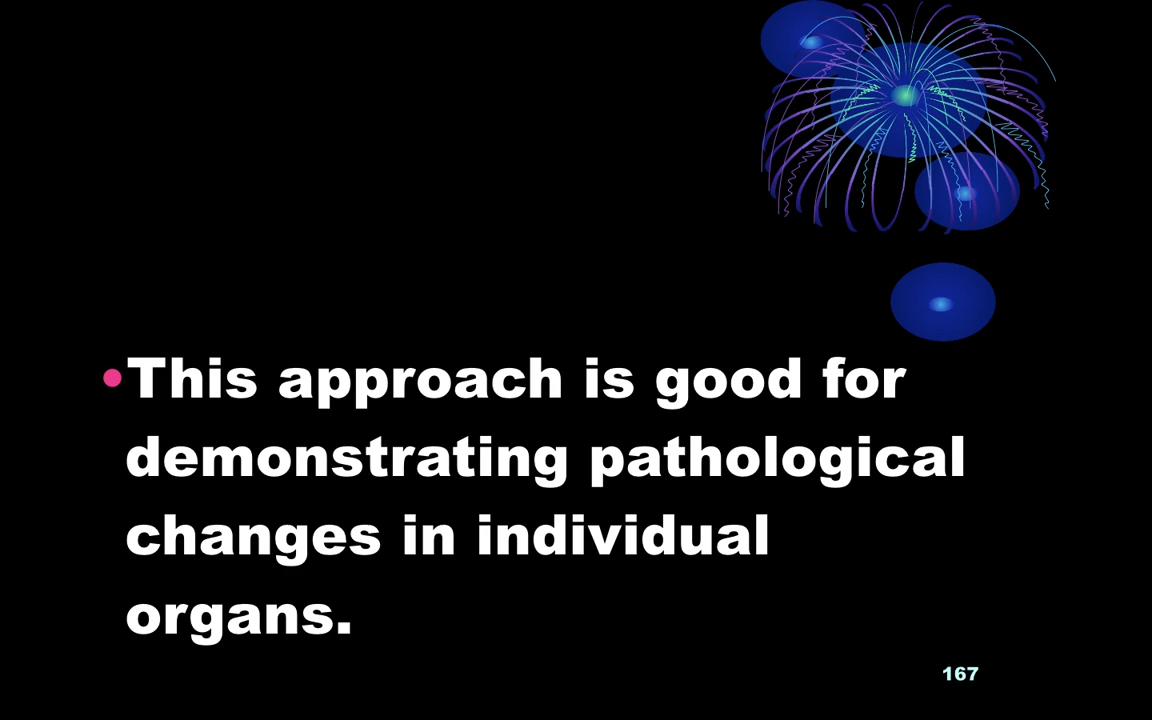 •This approach is good for
demonstrating pathological
changes in individual
organs.
167